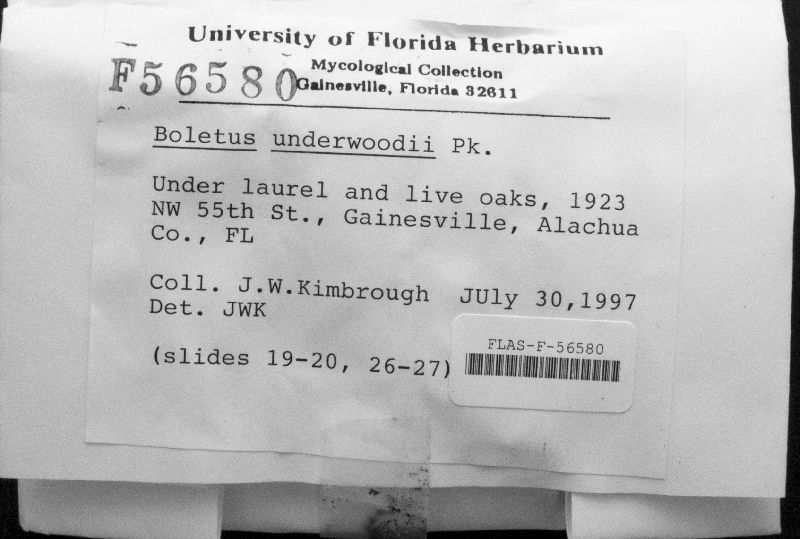 University of Florida Herbarium
F56580
Mycological Collection
Gainesville, Florida 32611
Boletus underwoodii Pk.
Under laurel and live oaks, 1923
NW 55th St., Gainesville, Alachua
Co., FL
Coll. J.W.Kimbrough JUly 30,1997
Det. JWK
(slides 19-20, 26-27)
FLAS-F-56580